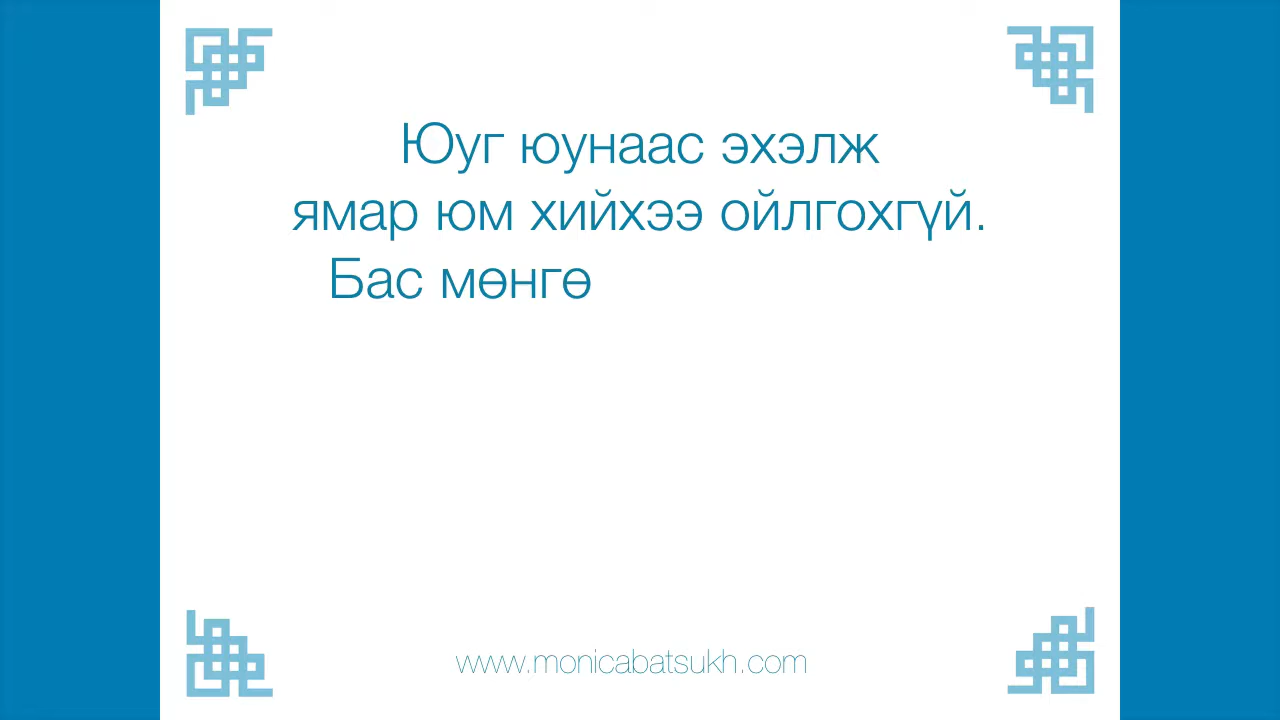 Юуг юунаас эхэлж
ямар юм хийхээ ойлгохгүй.
Бас мөнгө
www.monicabatsukh.com